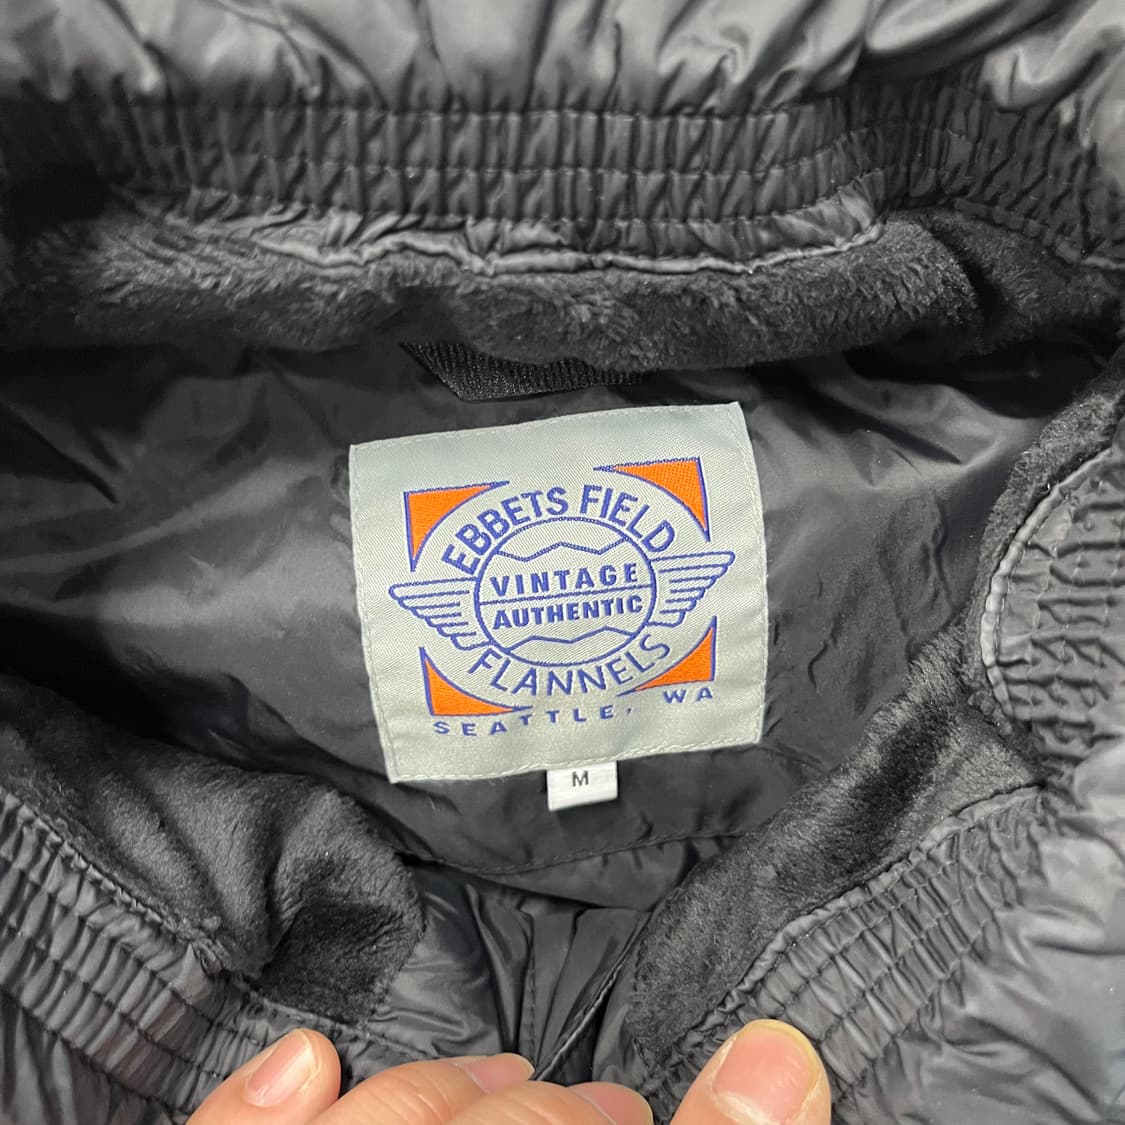 EBBETS FIELD
VINTAGE
AUTHENTIC
FLANNELS
SEATTLE, WA
M